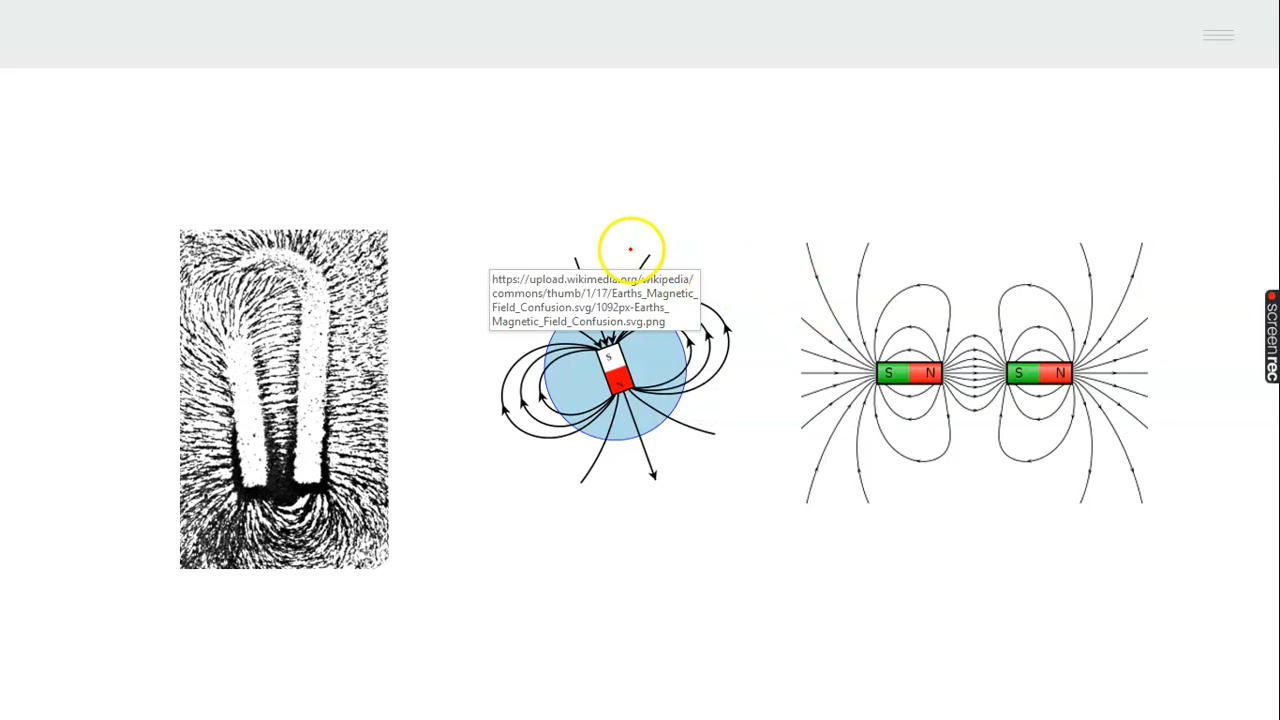 https://upload.wikimedia.org/wikipedia/
commons/thumb/1/17/Earths_Magnetic_
Field_Confusion.svg/1092px-Earths_
Magnetic_Field_Confusion.svg.png
S
N
S N S N
screenrec